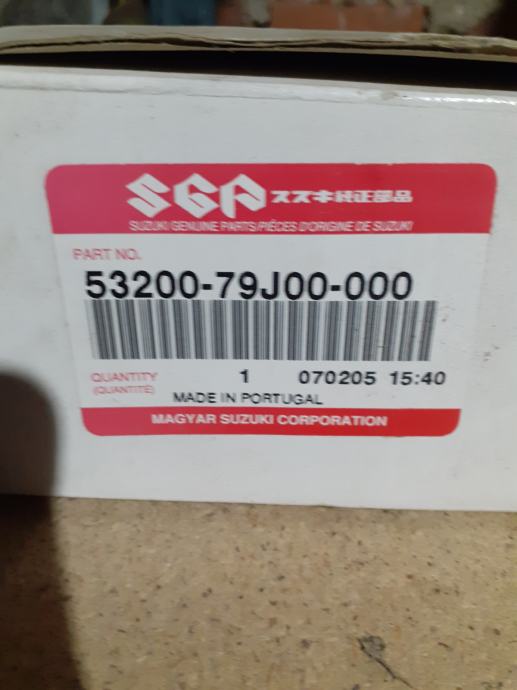 SGP スズキ純正部品
SUZUKI GENUINE PARTS/PIÉCES D'ORIGINE DE SUZUKI
PART NO.
53200-79J00-000
QUANTITY 1 070205 15:40
(QUANTITÉ)
MADE IN PORTUGAL
MAGYAR SUZUKI CORPORATION